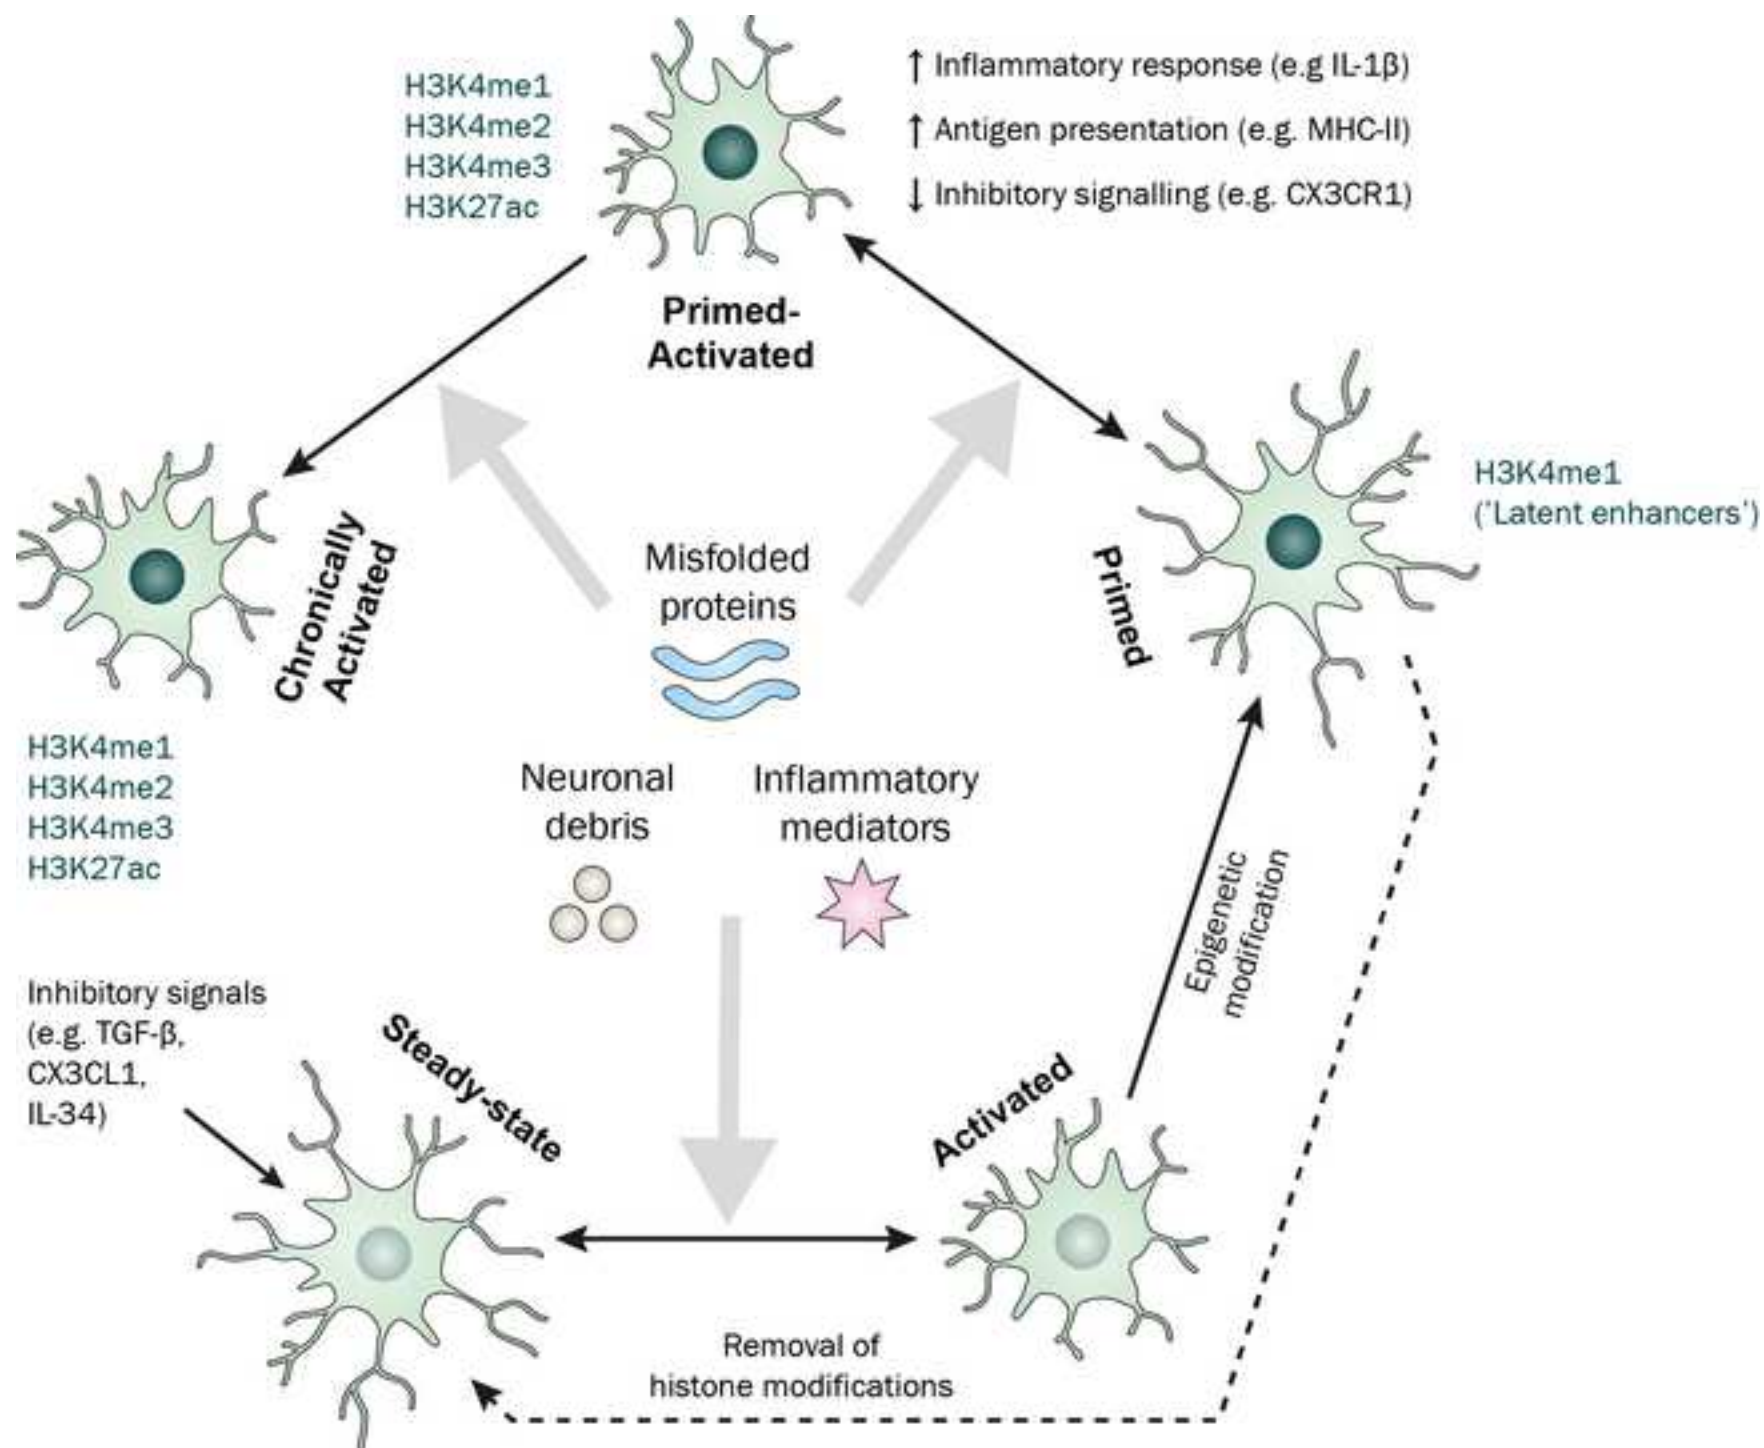 H3K4me1
H3K4me2
H3K4me3
H3K27ac
↑ Inflammatory response (e.g IL-1β)
↑ Antigen presentation (e.g. MHC-II)
↓ Inhibitory signalling (e.g. CX3CR1)
Primed-
Activated
H3K4me1
('Latent enhancers')
Primed
Chronically
Activated
Misfolded
proteins
Neuronal
debris
Inflammatory
mediators
H3K4me1
H3K4me2
H3K4me3
H3K27ac
Epigenetic
modification
Inhibitory signals
(e.g. TGF-β,
CX3CL1,
IL-34)
Steady-state
Activated
Removal of
histone modifications